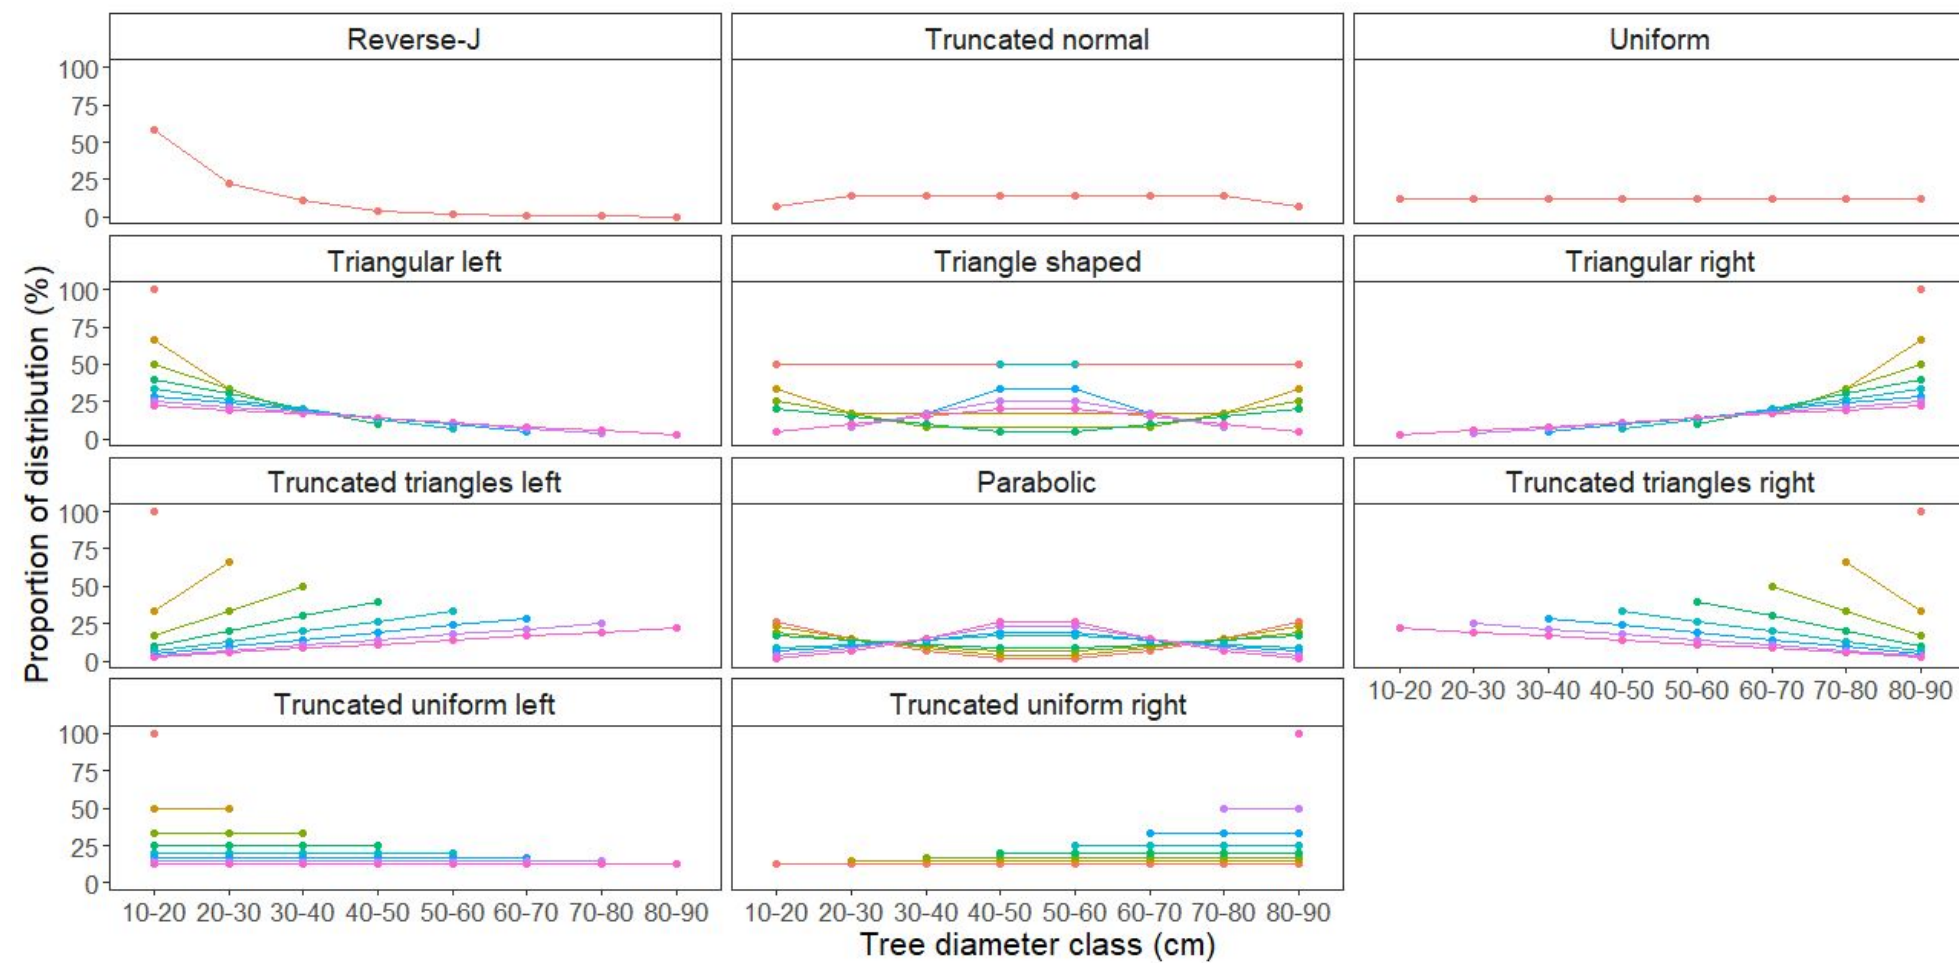 Reverse-J
Truncated normal
Uniform
100
75
50
25
0
Triangular left
Triangle shaped
Triangular right
100
75
50
25
0
Proportion of distribution (%)
Truncated triangles left
Parabolic
Truncated triangles right
100
75
50
25
0
10-20 20-30 30-40 40-50 50-60 60-70 70-80 80-90
Truncated uniform left
Truncated uniform right
100
75
50
25
0
10-20 20-30 30-40 40-50 50-60 60-70 70-80 80-90
10-20 20-30 30-40 40-50 50-60 60-70 70-80 80-90
Tree diameter class (cm)